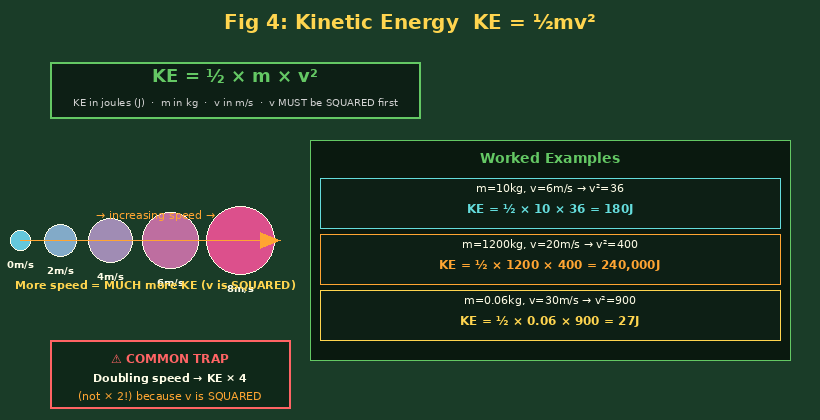 Fig 4: Kinetic Energy  KE = ½mv²
KE = ½ × m × v²
KE in joules (J)  ·  m in kg  ·  v in m/s  ·  v MUST be SQUARED first
→ increasing speed →
0m/s
2m/s
4m/s
6m/s
8m/s
More speed = MUCH more KE (v is SQUARED)
⚠ COMMON TRAP
Doubling speed → KE × 4
(not × 2!) because v is SQUARED
Worked Examples
m=10kg, v=6m/s → v²=36
KE = ½ × 10 × 36 = 180J
m=1200kg, v=20m/s → v²=400
KE = ½ × 1200 × 400 = 240,000J
m=0.06kg, v=30m/s → v²=900
KE = ½ × 0.06 × 900 = 27J